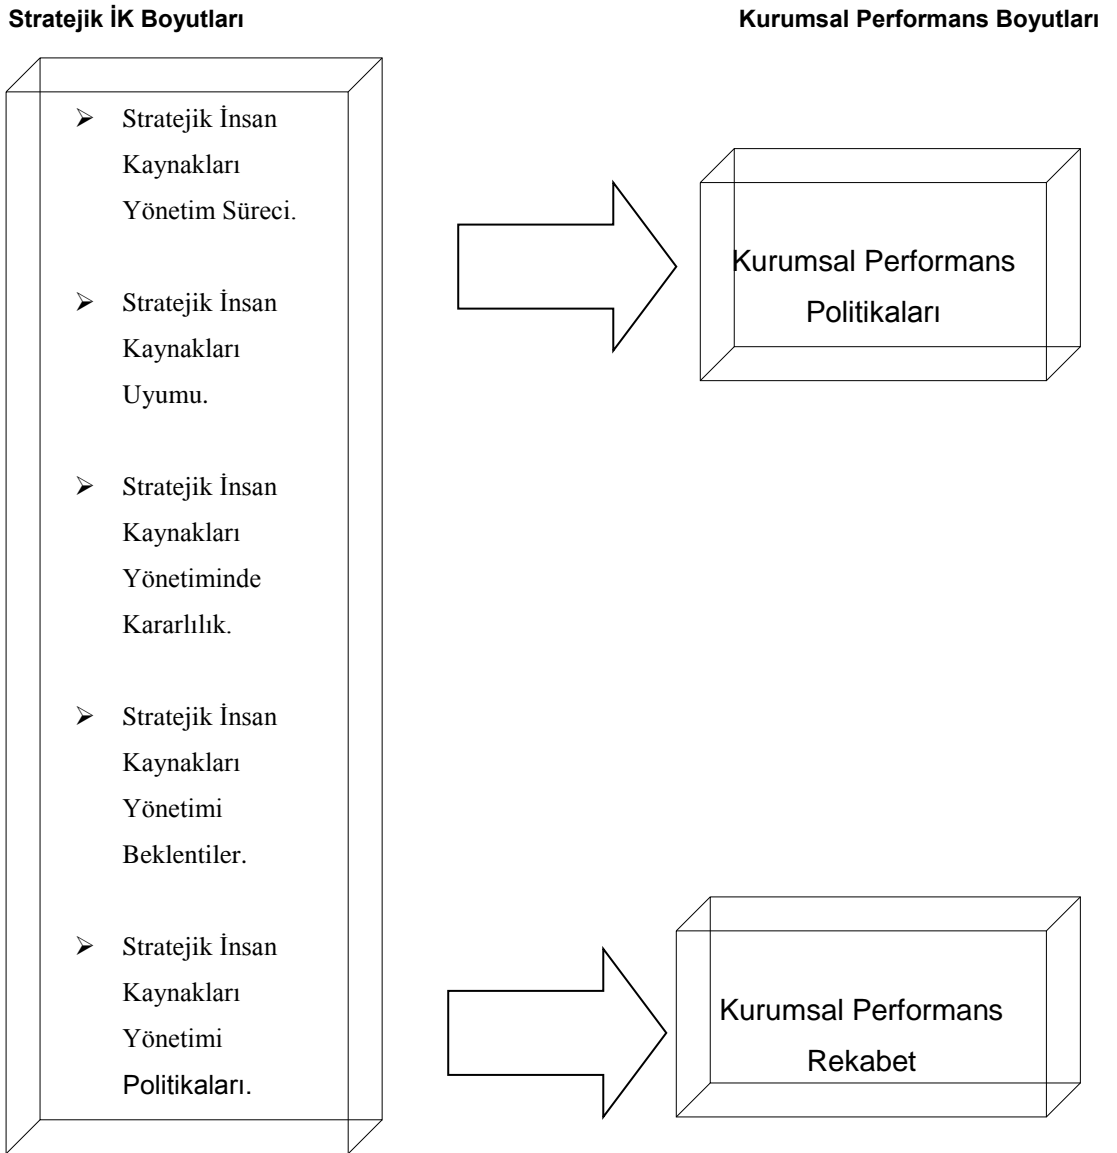 Stratejik İK Boyutları
Kurumsal Performans Boyutları
➢ Stratejik İnsan
Kaynakları
Yönetim Süreci.
➢ Stratejik İnsan
Kaynakları
Uyumu.
➢ Stratejik İnsan
Kaynakları
Yönetiminde
Kararlılık.
➢ Stratejik İnsan
Kaynakları
Yönetimi
Beklentiler.
➢ Stratejik İnsan
Kaynakları
Yönetimi
Politikaları.
Kurumsal Performans
Politikaları
Kurumsal Performans
Rekabet